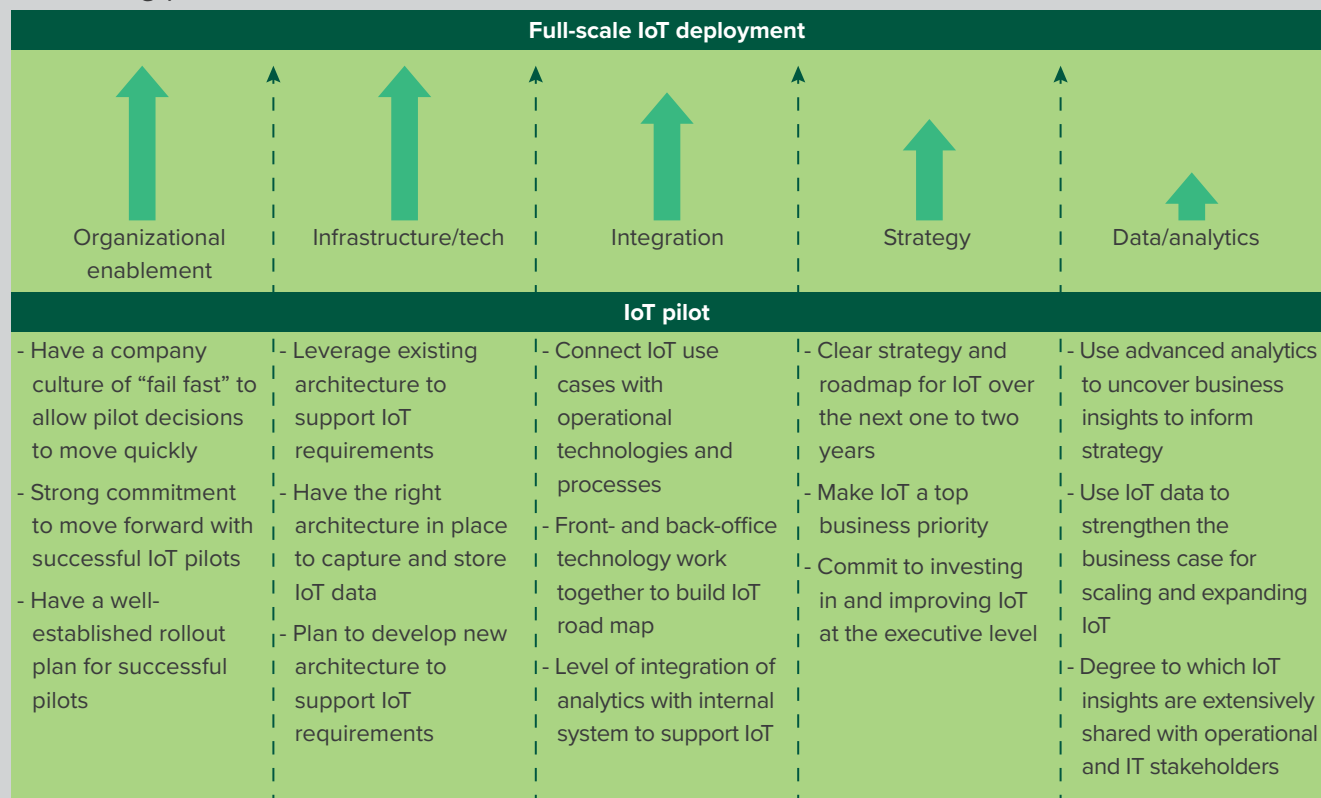 Full-scale IoT deployment
Organizational
enablement
Infrastructure/tech
Integration
Strategy
Data/analytics
IoT pilot
- Have a company
culture of “fail fast” to
allow pilot decisions
to move quickly
- Strong commitment
to move forward with
successful IoT pilots
- Have a well-
established rollout
plan for successful
pilots
- Leverage existing
architecture to
support IoT
requirements
- Have the right
architecture in place
to capture and store
IoT data
- Plan to develop new
architecture to
support IoT
requirements
- Connect IoT use
cases with
operational
technologies and
processes
- Front- and back-office
technology work
together to build IoT
road map
- Level of integration of
analytics with internal
system to support IoT
- Clear strategy and
roadmap for IoT over
the next one to two
years
- Make IoT a top
business priority
- Commit to investing
in and improving IoT
at the executive level
- Use advanced analytics
to uncover business
insights to inform
strategy
- Use IoT data to
strengthen the
business case for
scaling and expanding
IoT
- Degree to which IoT
insights are extensively
shared with operational
and IT stakeholders